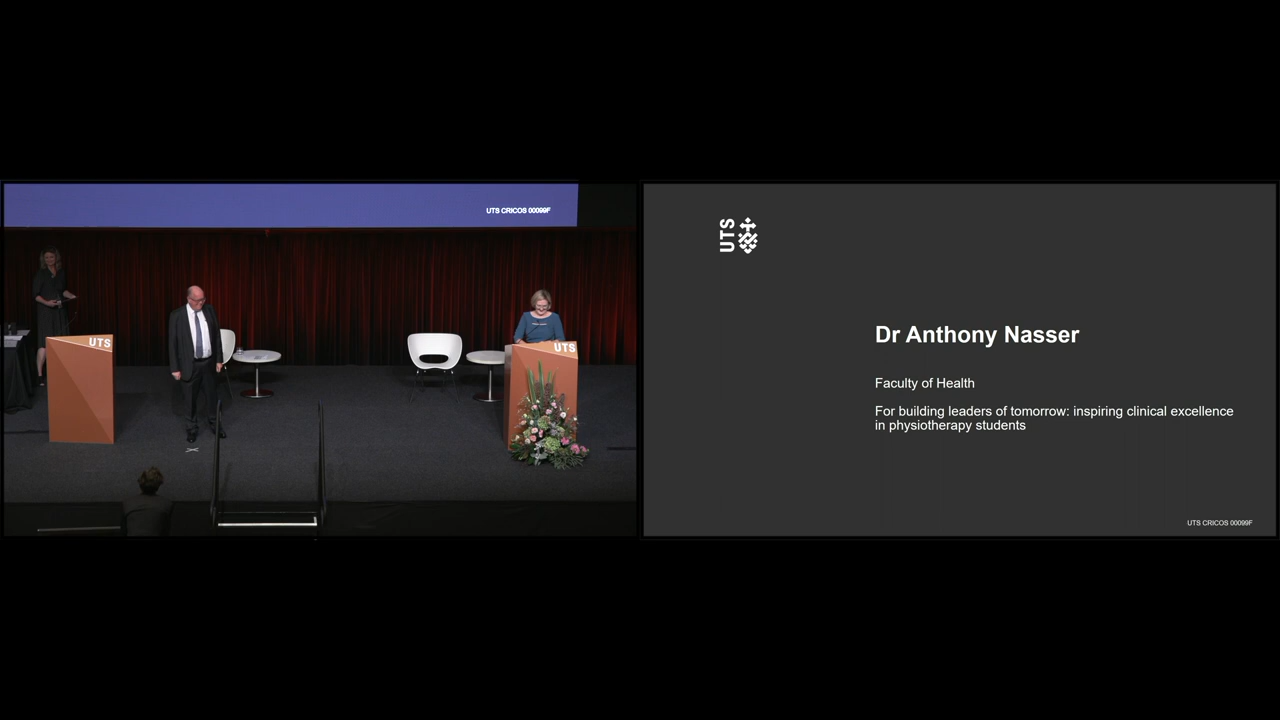 UTS CRICOS 00099F
UTS
UTS
UTS
Dr Anthony Nasser
Faculty of Health
For building leaders of tomorrow: inspiring clinical excellence
in physiotherapy students
UTS CRICOS 00099F